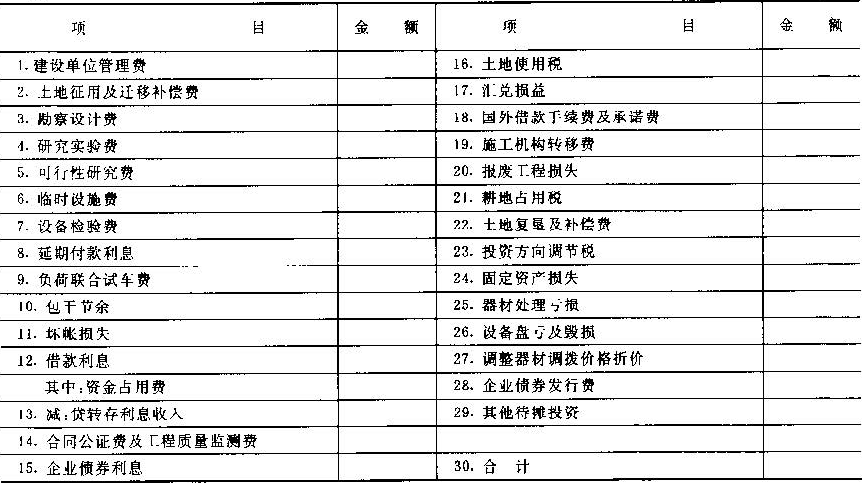 项 目 金 额 项 目 金 额
1. 建设单位管理费
2. 土地征用及迁移补偿费
3. 勘察设计费
4. 研究实验费
5. 可行性研究费
6. 临时设施费
7. 设备检验费
8. 延期付款利息
9. 负荷联合试车费
10. 包干节余
11. 坏帐损失
12. 借款利息
其中:资金占用费
13. 减:贷转存利息收入
14. 合同公证费及工程质量监测费
15. 企业债券利息
16. 土地使用税
17. 汇兑损益
18. 国外借款手续费及承诺费
19. 施工机构转移费
20. 报废工程损失
21. 耕地占用税
22. 土地复垦及补偿费
23. 投资方向调节税
24. 固定资产损失
25. 器材处理亏损
26. 设备盘亏及毁损
27. 调整器材调拨价格折价
28. 企业债券发行费
29. 其他待摊投资
30. 合 计